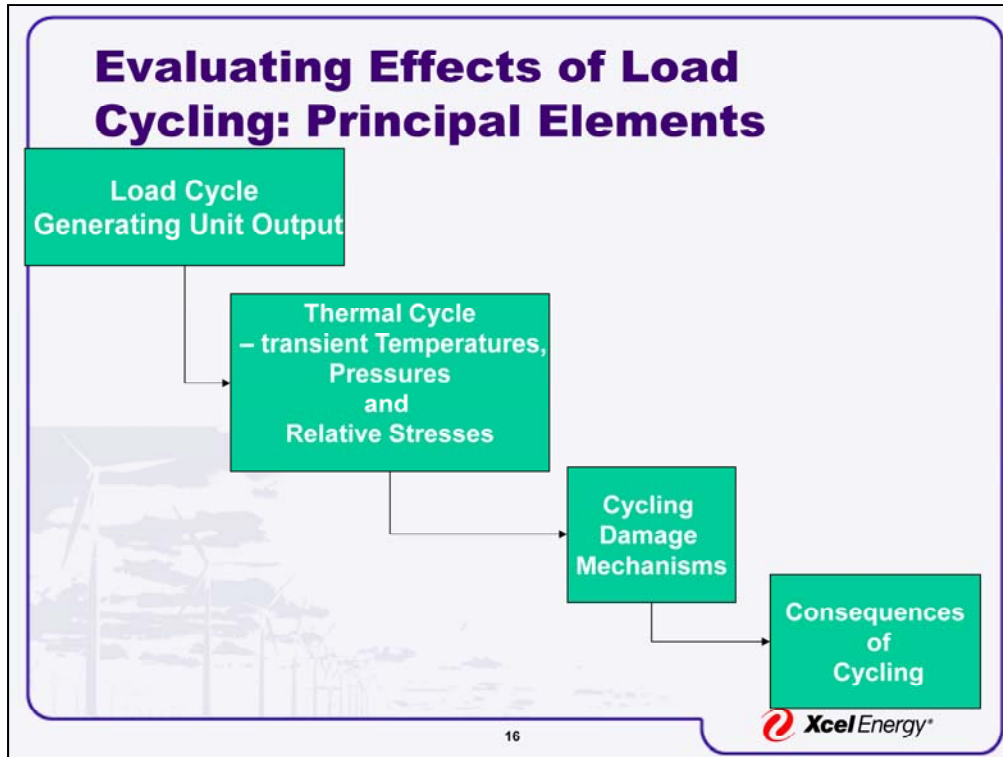 Evaluating Effects of Load
Cycling: Principal Elements
Load Cycle
Generating Unit Output
Thermal Cycle
– transient Temperatures,
Pressures
and
Relative Stresses
Cycling
Damage
Mechanisms
Consequences
of
Cycling
16
Xcel Energy®